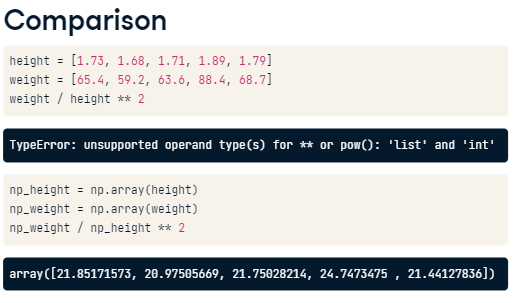 Comparison
height = [1.73, 1.68, 1.71, 1.89, 1.79]
weight = [65.4, 59.2, 63.6, 88.4, 68.7]
weight / height ** 2
TypeError: unsupported operand type(s) for ** or pow(): 'list' and 'int'
np_height = np.array(height)
np_weight = np.array(weight)
np_weight / np_height ** 2
array([21.85171573, 20.97505669, 21.75028214, 24.7473475 , 21.44127836])